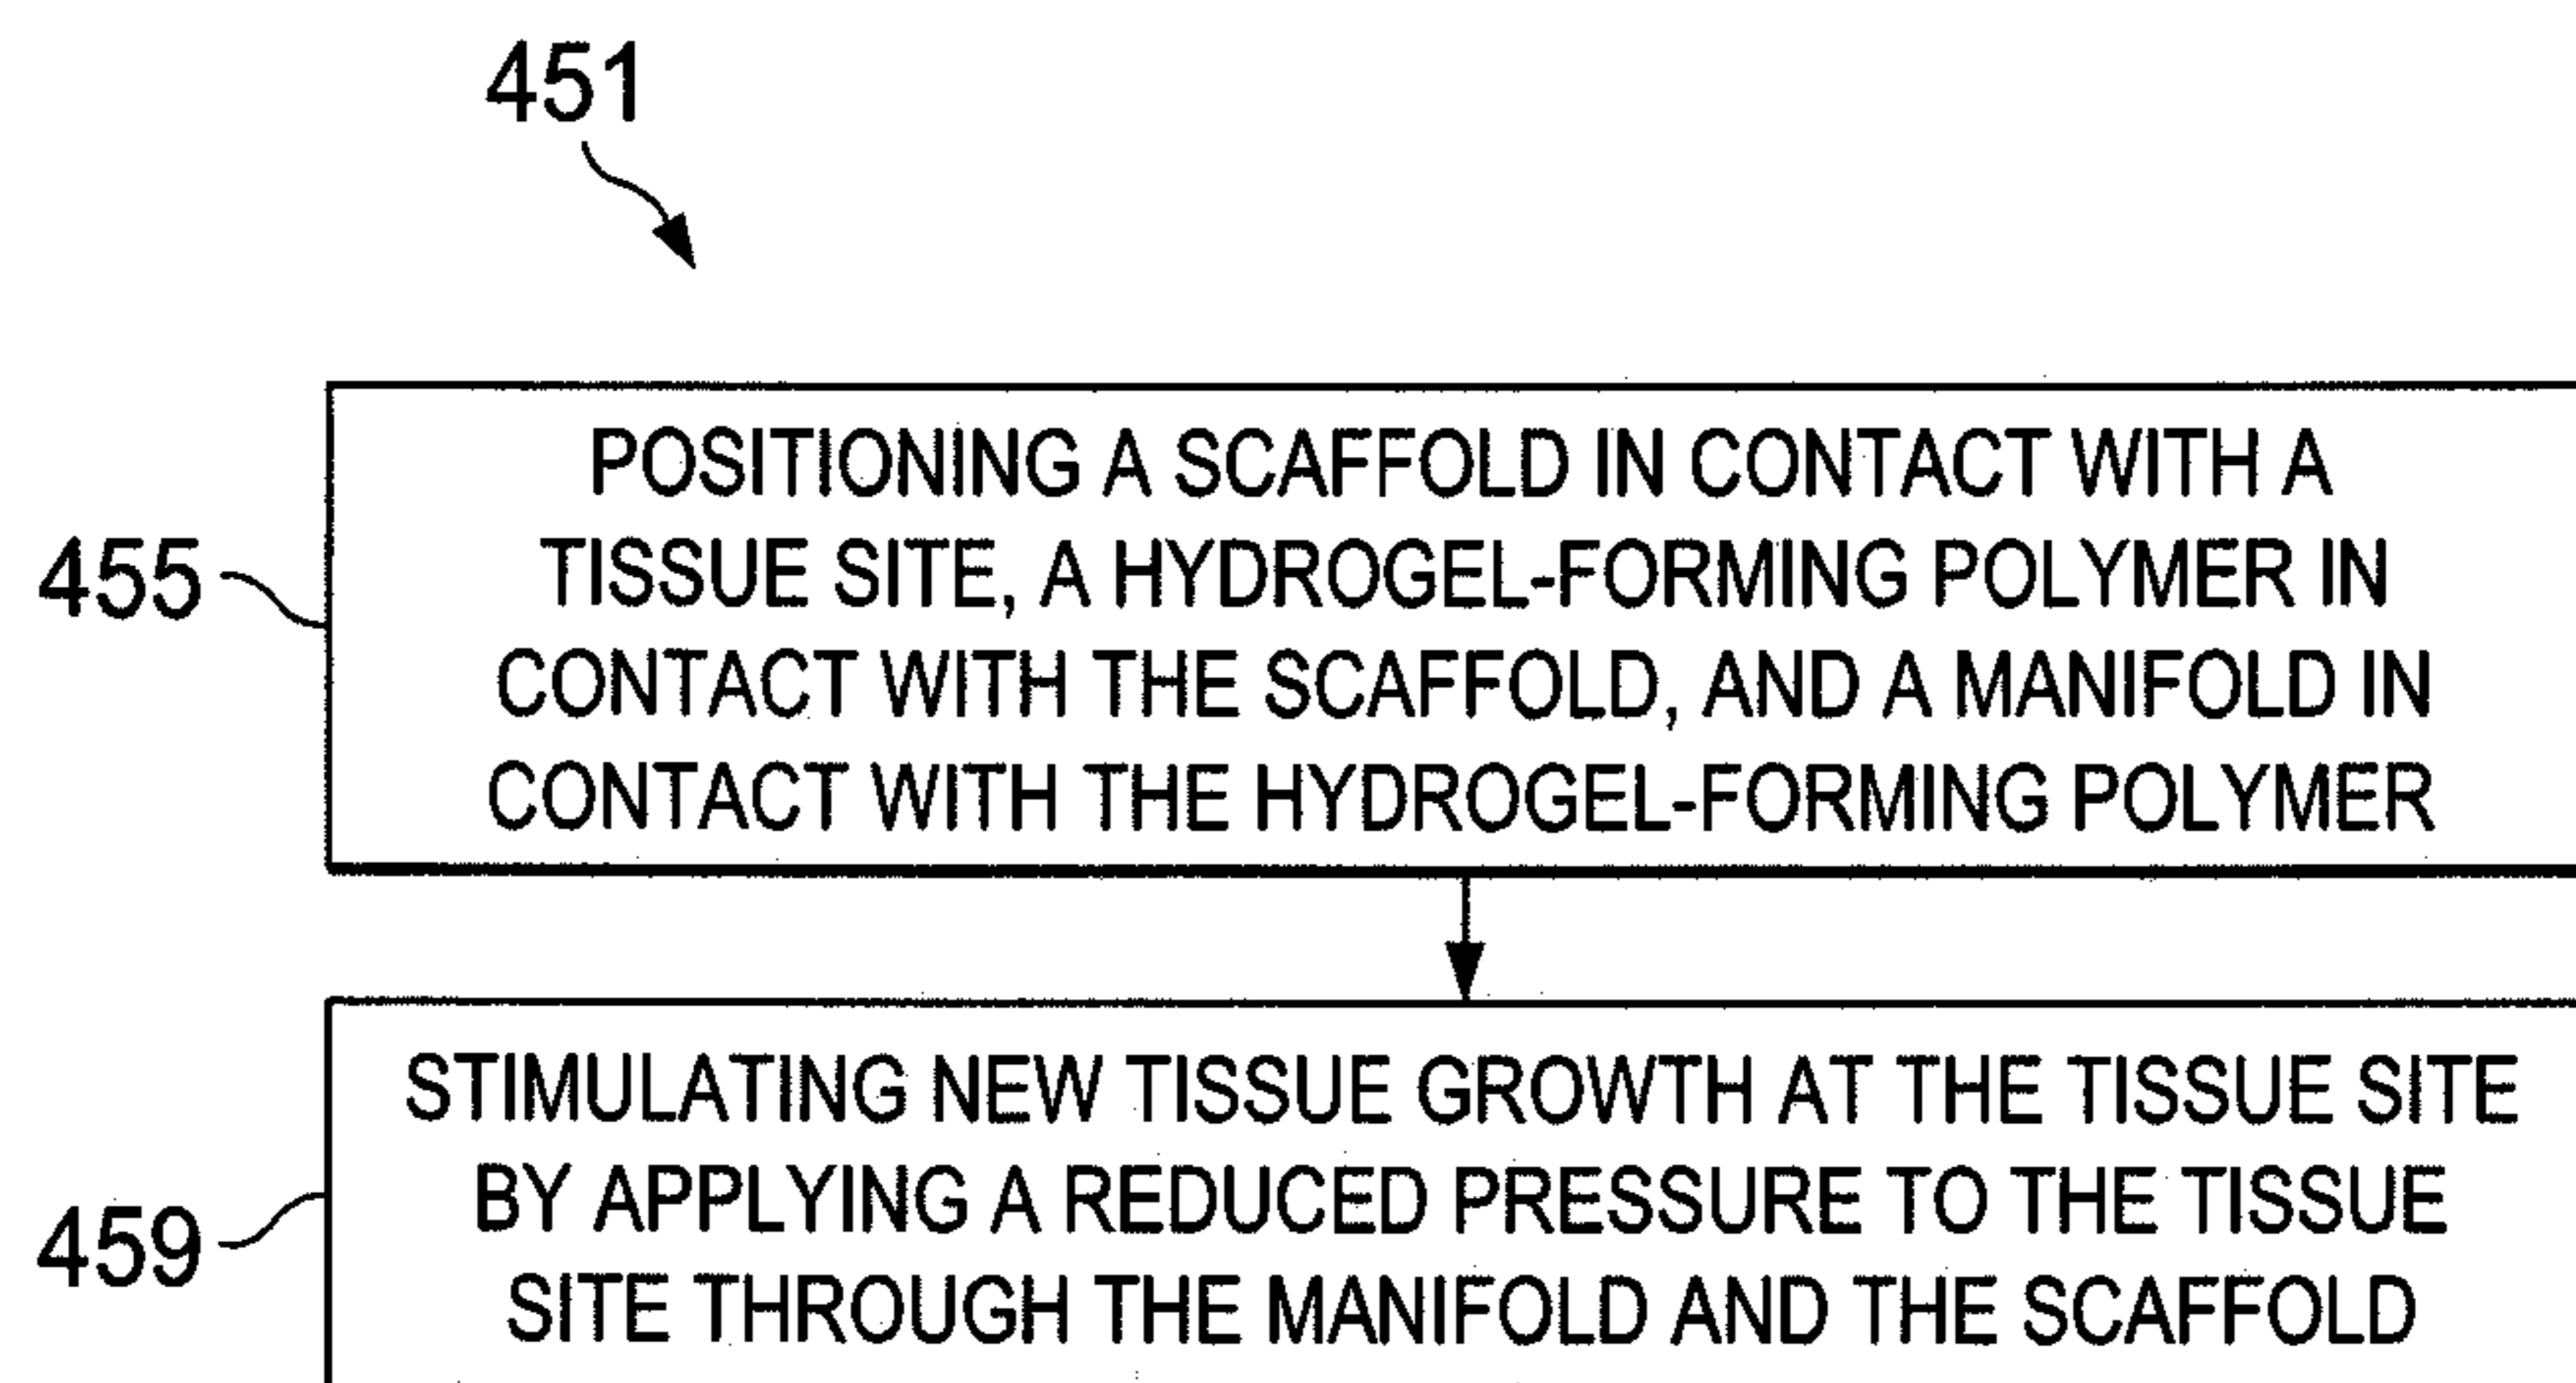 451
455
POSITIONING A SCAFFOLD IN CONTACT WITH A
TISSUE SITE, A HYDROGEL-FORMING POLYMER IN
CONTACT WITH THE SCAFFOLD, AND A MANIFOLD IN
CONTACT WITH THE HYDROGEL-FORMING POLYMER
459
STIMULATING NEW TISSUE GROWTH AT THE TISSUE SITE
BY APPLYING A REDUCED PRESSURE TO THE TISSUE
SITE THROUGH THE MANIFOLD AND THE SCAFFOLD